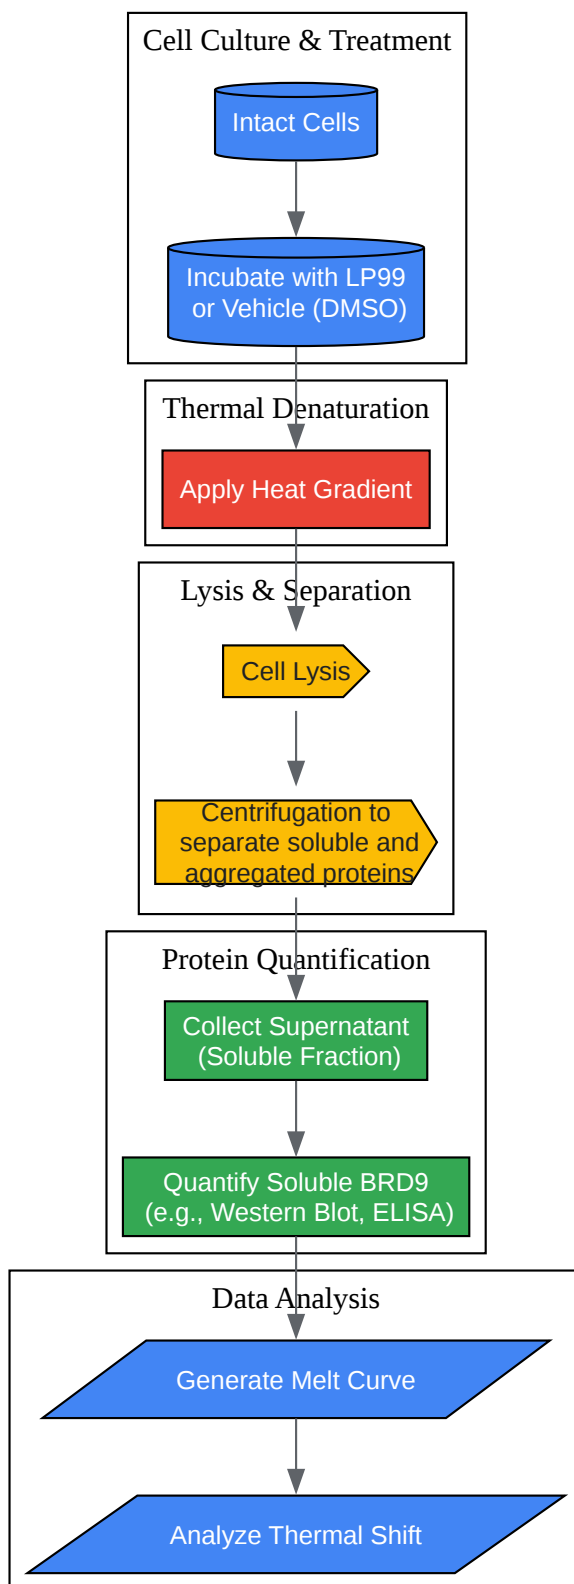 Cell Culture & Treatment
Intact Cells
Incubate with LP99
or Vehicle (DMSO)
Thermal Denaturation
Apply Heat Gradient
Lysis & Separation
Cell Lysis
Centrifugation to
separate soluble and
aggregated proteins
Protein Quantification
Collect Supernatant
(Soluble Fraction)
Quantify Soluble BRD9
(e.g., Western Blot, ELISA)
Data Analysis
Generate Melt Curve
Analyze Thermal Shift